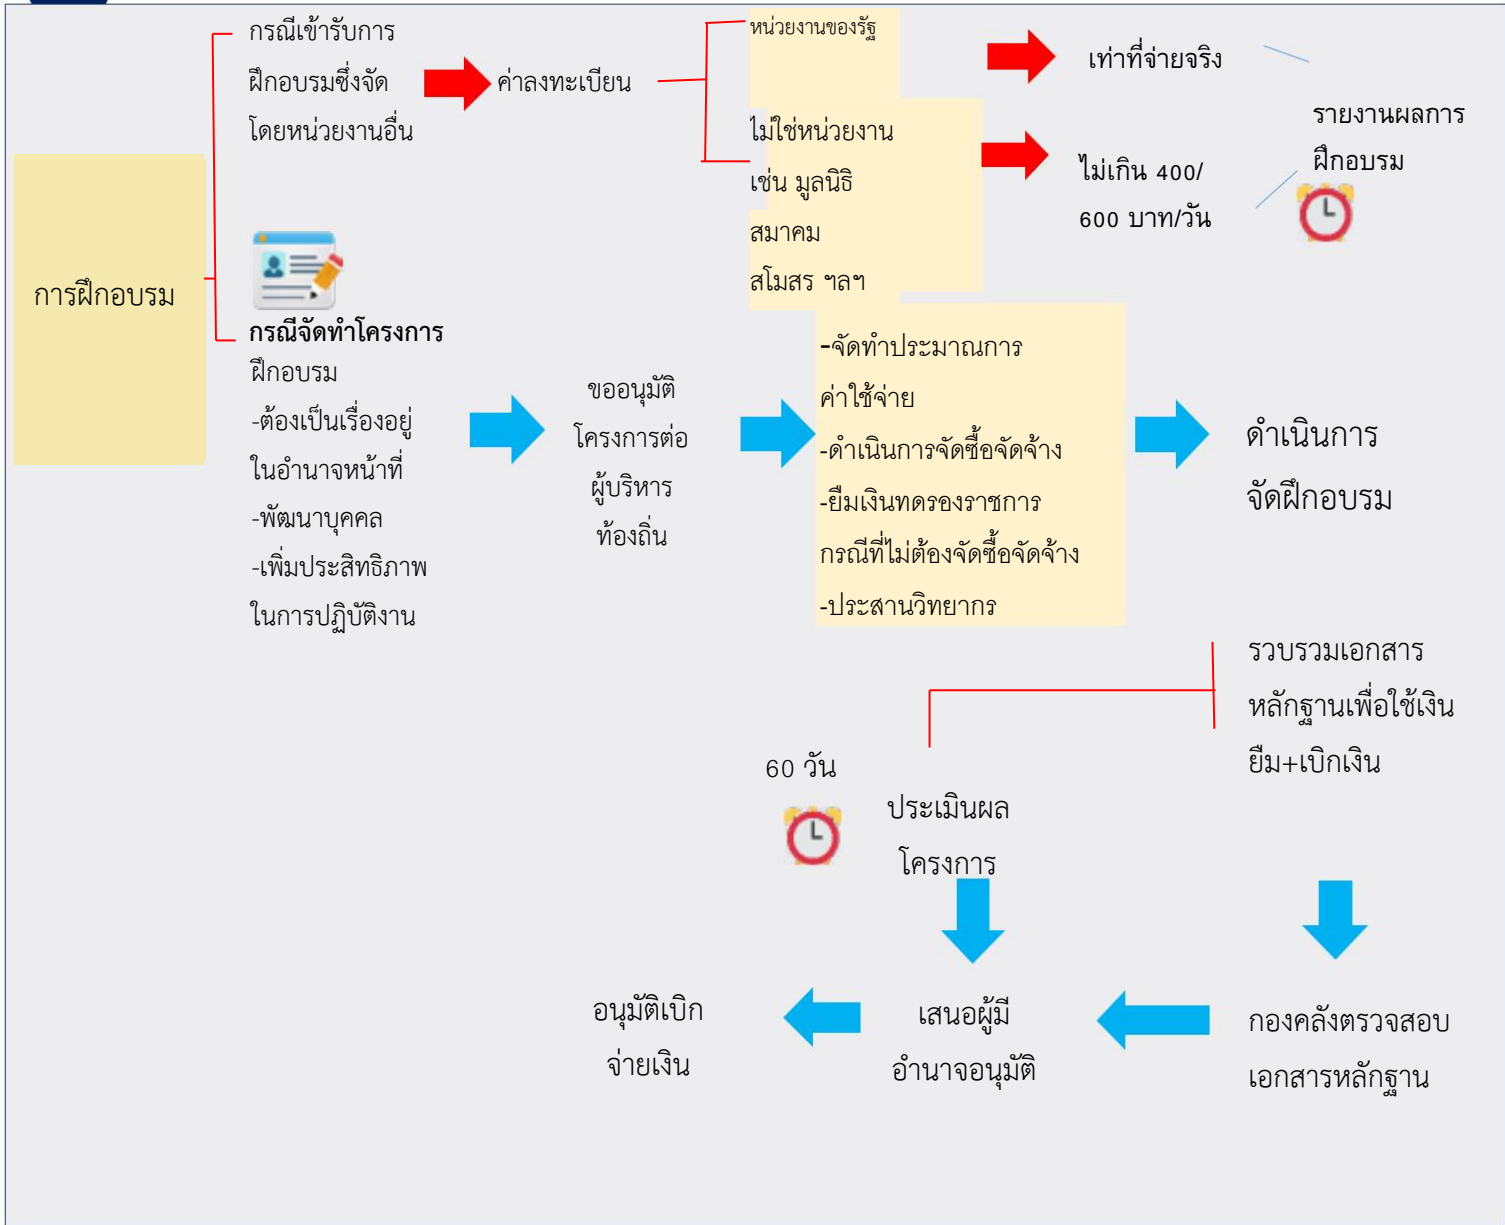 การฝึกอบรม
กรณีเข้ารับการ
ฝึกอบรมซึ่งจัด
โดยหน่วยงานอื่น
ค่าลงทะเบียน
หน่วยงานของรัฐ
ไม่ใช่หน่วยงาน
เช่น มูลนิธิ
สมาคม
สโมสร ฯลฯ
เท่าที่จ่ายจริง
ไม่เกิน 400/
600 บาท/วัน
รายงานผลการ
ฝึกอบรม
กรณีจัดทำโครงการ
ฝึกอบรม
-ต้องเป็นเรื่องอยู่
ในอำนาจหน้าที่
-พัฒนาบุคคล
-เพิ่มประสิทธิภาพ
ในการปฏิบัติงาน
ขออนุมัติ
โครงการต่อ
ผู้บริหาร
ท้องถิ่น
-จัดทำประมาณการ
ค่าใช้จ่าย
-ดำเนินการจัดซื้อจัดจ้าง
-ยืมเงินทดรองราชการ
กรณีที่ไม่ต้องจัดซื้อจัดจ้าง
-ประสานวิทยากร
ดำเนินการ
จัดฝึกอบรม
รวบรวมเอกสาร
หลักฐานเพื่อใช้เงิน
ยืม+เบิกเงิน
60 วัน
ประเมินผล
โครงการ
กองคลังตรวจสอบ
เอกสารหลักฐาน
เสนอผู้มี
อำนาจอนุมัติ
อนุมัติเบิก
จ่ายเงิน